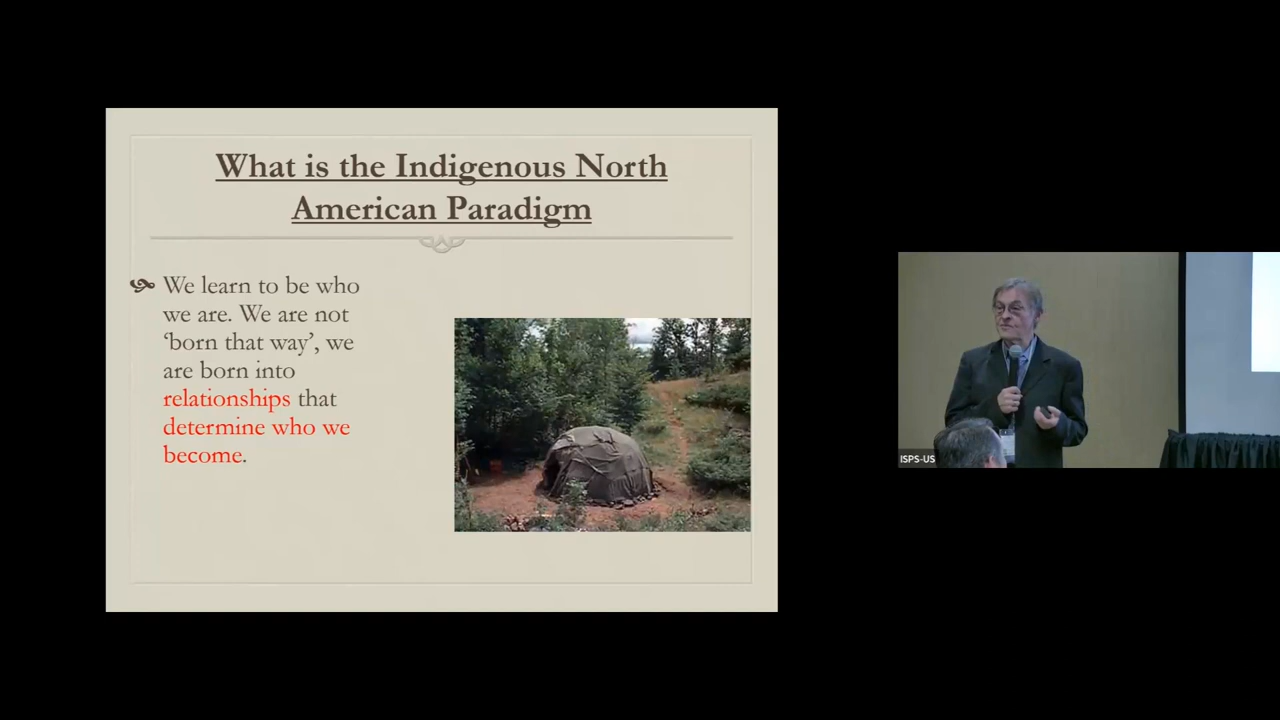 What is the Indigenous North
American Paradigm
We learn to be who
we are. We are not
‘born that way’, we
are born into
relationships that
determine who we
become.
ISPS-US